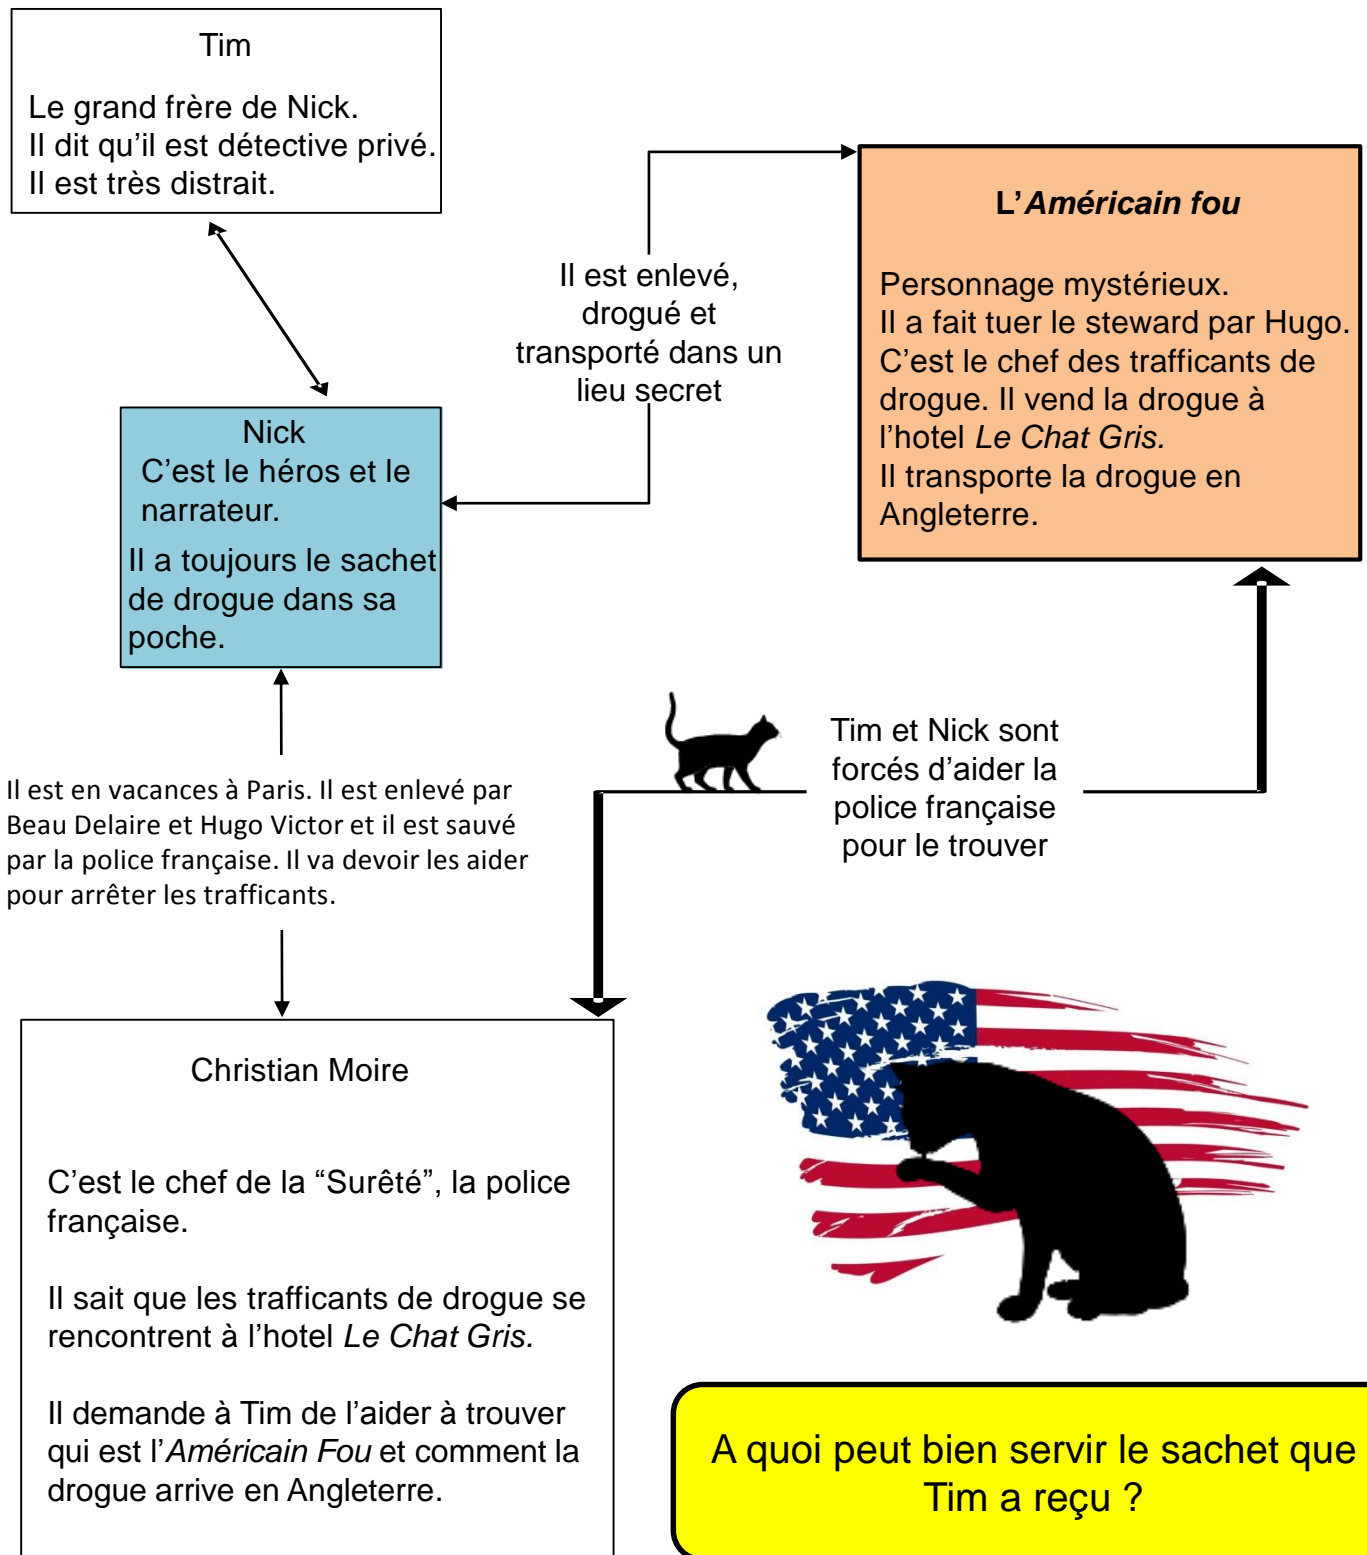 Tim
Le grand frère de Nick.
Il dit qu'il est détective privé.
Il est très distrait.
L'Américain fou
Personnage mystérieux.
Il a fait tuer le steward par Hugo.
C'est le chef des trafficants de
drogue. Il vend la drogue à
l'hotel Le Chat Gris.
Il transporte la drogue en
Angleterre.
Il est enlevé,
drogué et
transporté dans un
lieu secret
Nick
C'est le héros et le
narrateur.
Il a toujours le sachet
de drogue dans sa
poche.
Tim et Nick sont
forcés d'aider la
police française
pour le trouver
Il est en vacances à Paris. Il est enlevé par
Beau Delaire et Hugo Victor et il est sauvé
par la police française. Il va devoir les aider
pour arrêter les trafficants.
Christian Moire
C'est le chef de la “Surêté”, la police
française.
Il sait que les trafficants de drogue se
rencontrent à l'hotel Le Chat Gris.
Il demande à Tim de l'aider à trouver
qui est l'Américain Fou et comment la
drogue arrive en Angleterre.
A quoi peut bien servir le sachet que
Tim a reçu ?